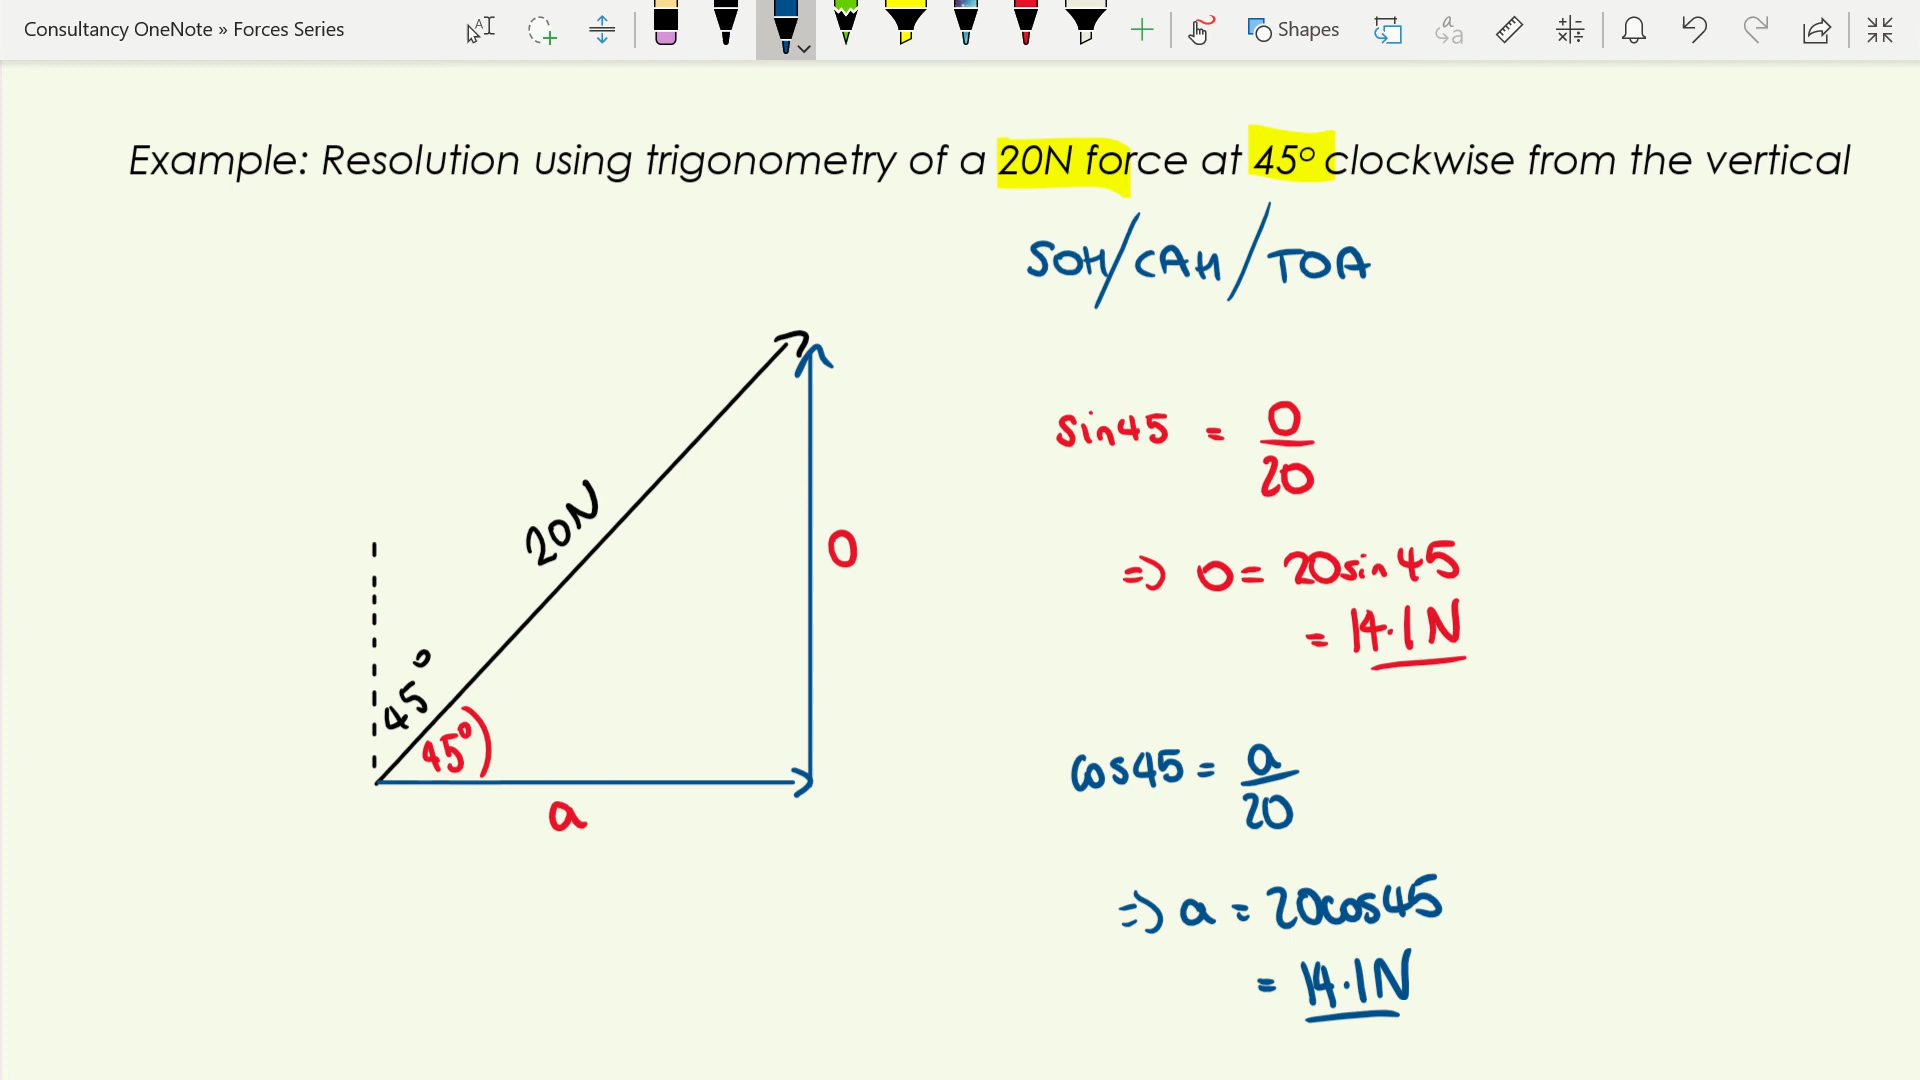 Consultancy OneNote » Forces Series
Shapes
Example: Resolution using trigonometry of a 20N force at 45° clockwise from the vertical
SOH/CAH/TOA
20N
45°
45°
a
O
sin45 = O/20
=> O = 20sin45
= 14.1N
cos45 = a/20
=> a = 20cos45
= 14.1N